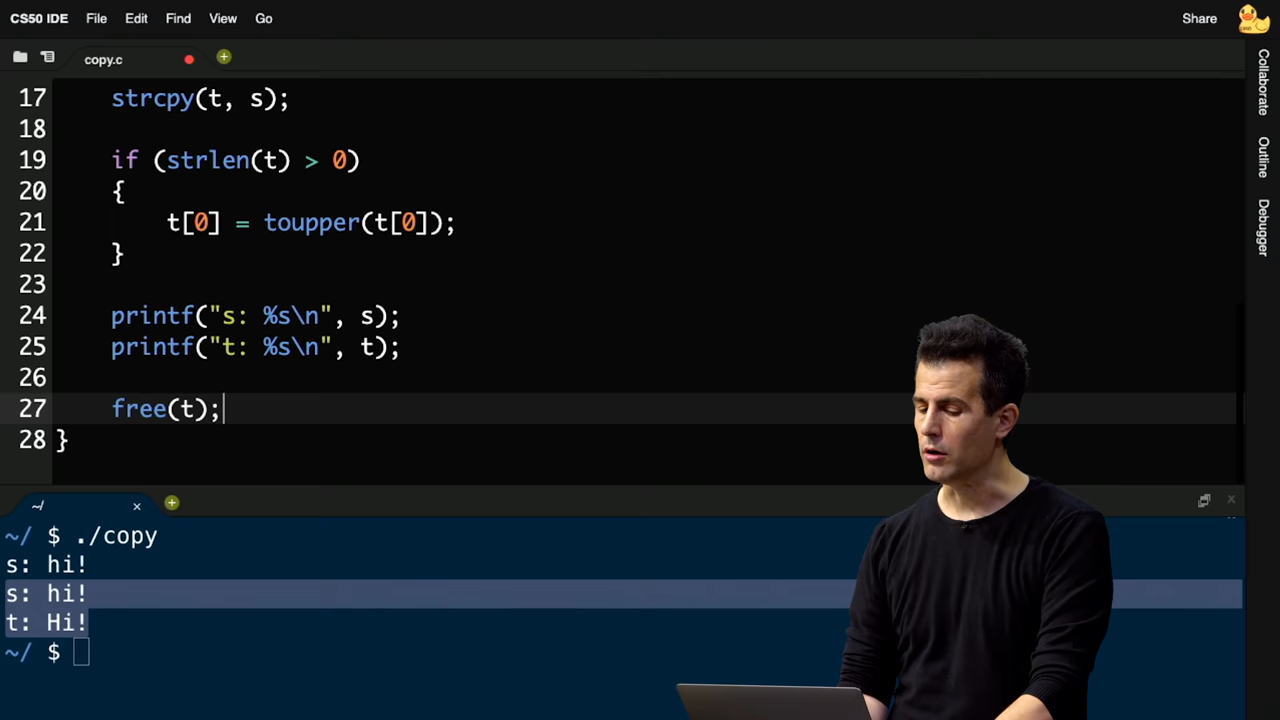 CS50 IDE File Edit Find View Go Share
copy.c
Collaborate
Outline
Debugger
17 strcpy(t, s);
18
19 if (strlen(t) > 0)
20 {
21 t[0] = toupper(t[0]);
22 }
23
24 printf("s: %s\n", s);
25 printf("t: %s\n", t);
26
27 free(t);
28 }
~/
~/ $ ./copy
s: hi!
s: hi!
t: Hi!
~/ $